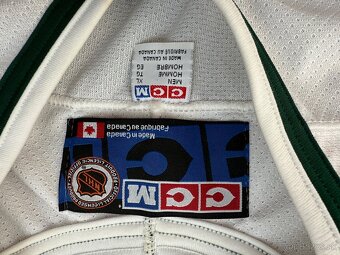 CCM
MEN XL
HOMME TG
HOMBRE EG
MADE IN CANADA
FABRIQUÉ AU CANADA
CCM
NHL
Made in Canada
Fabriqué au Canada